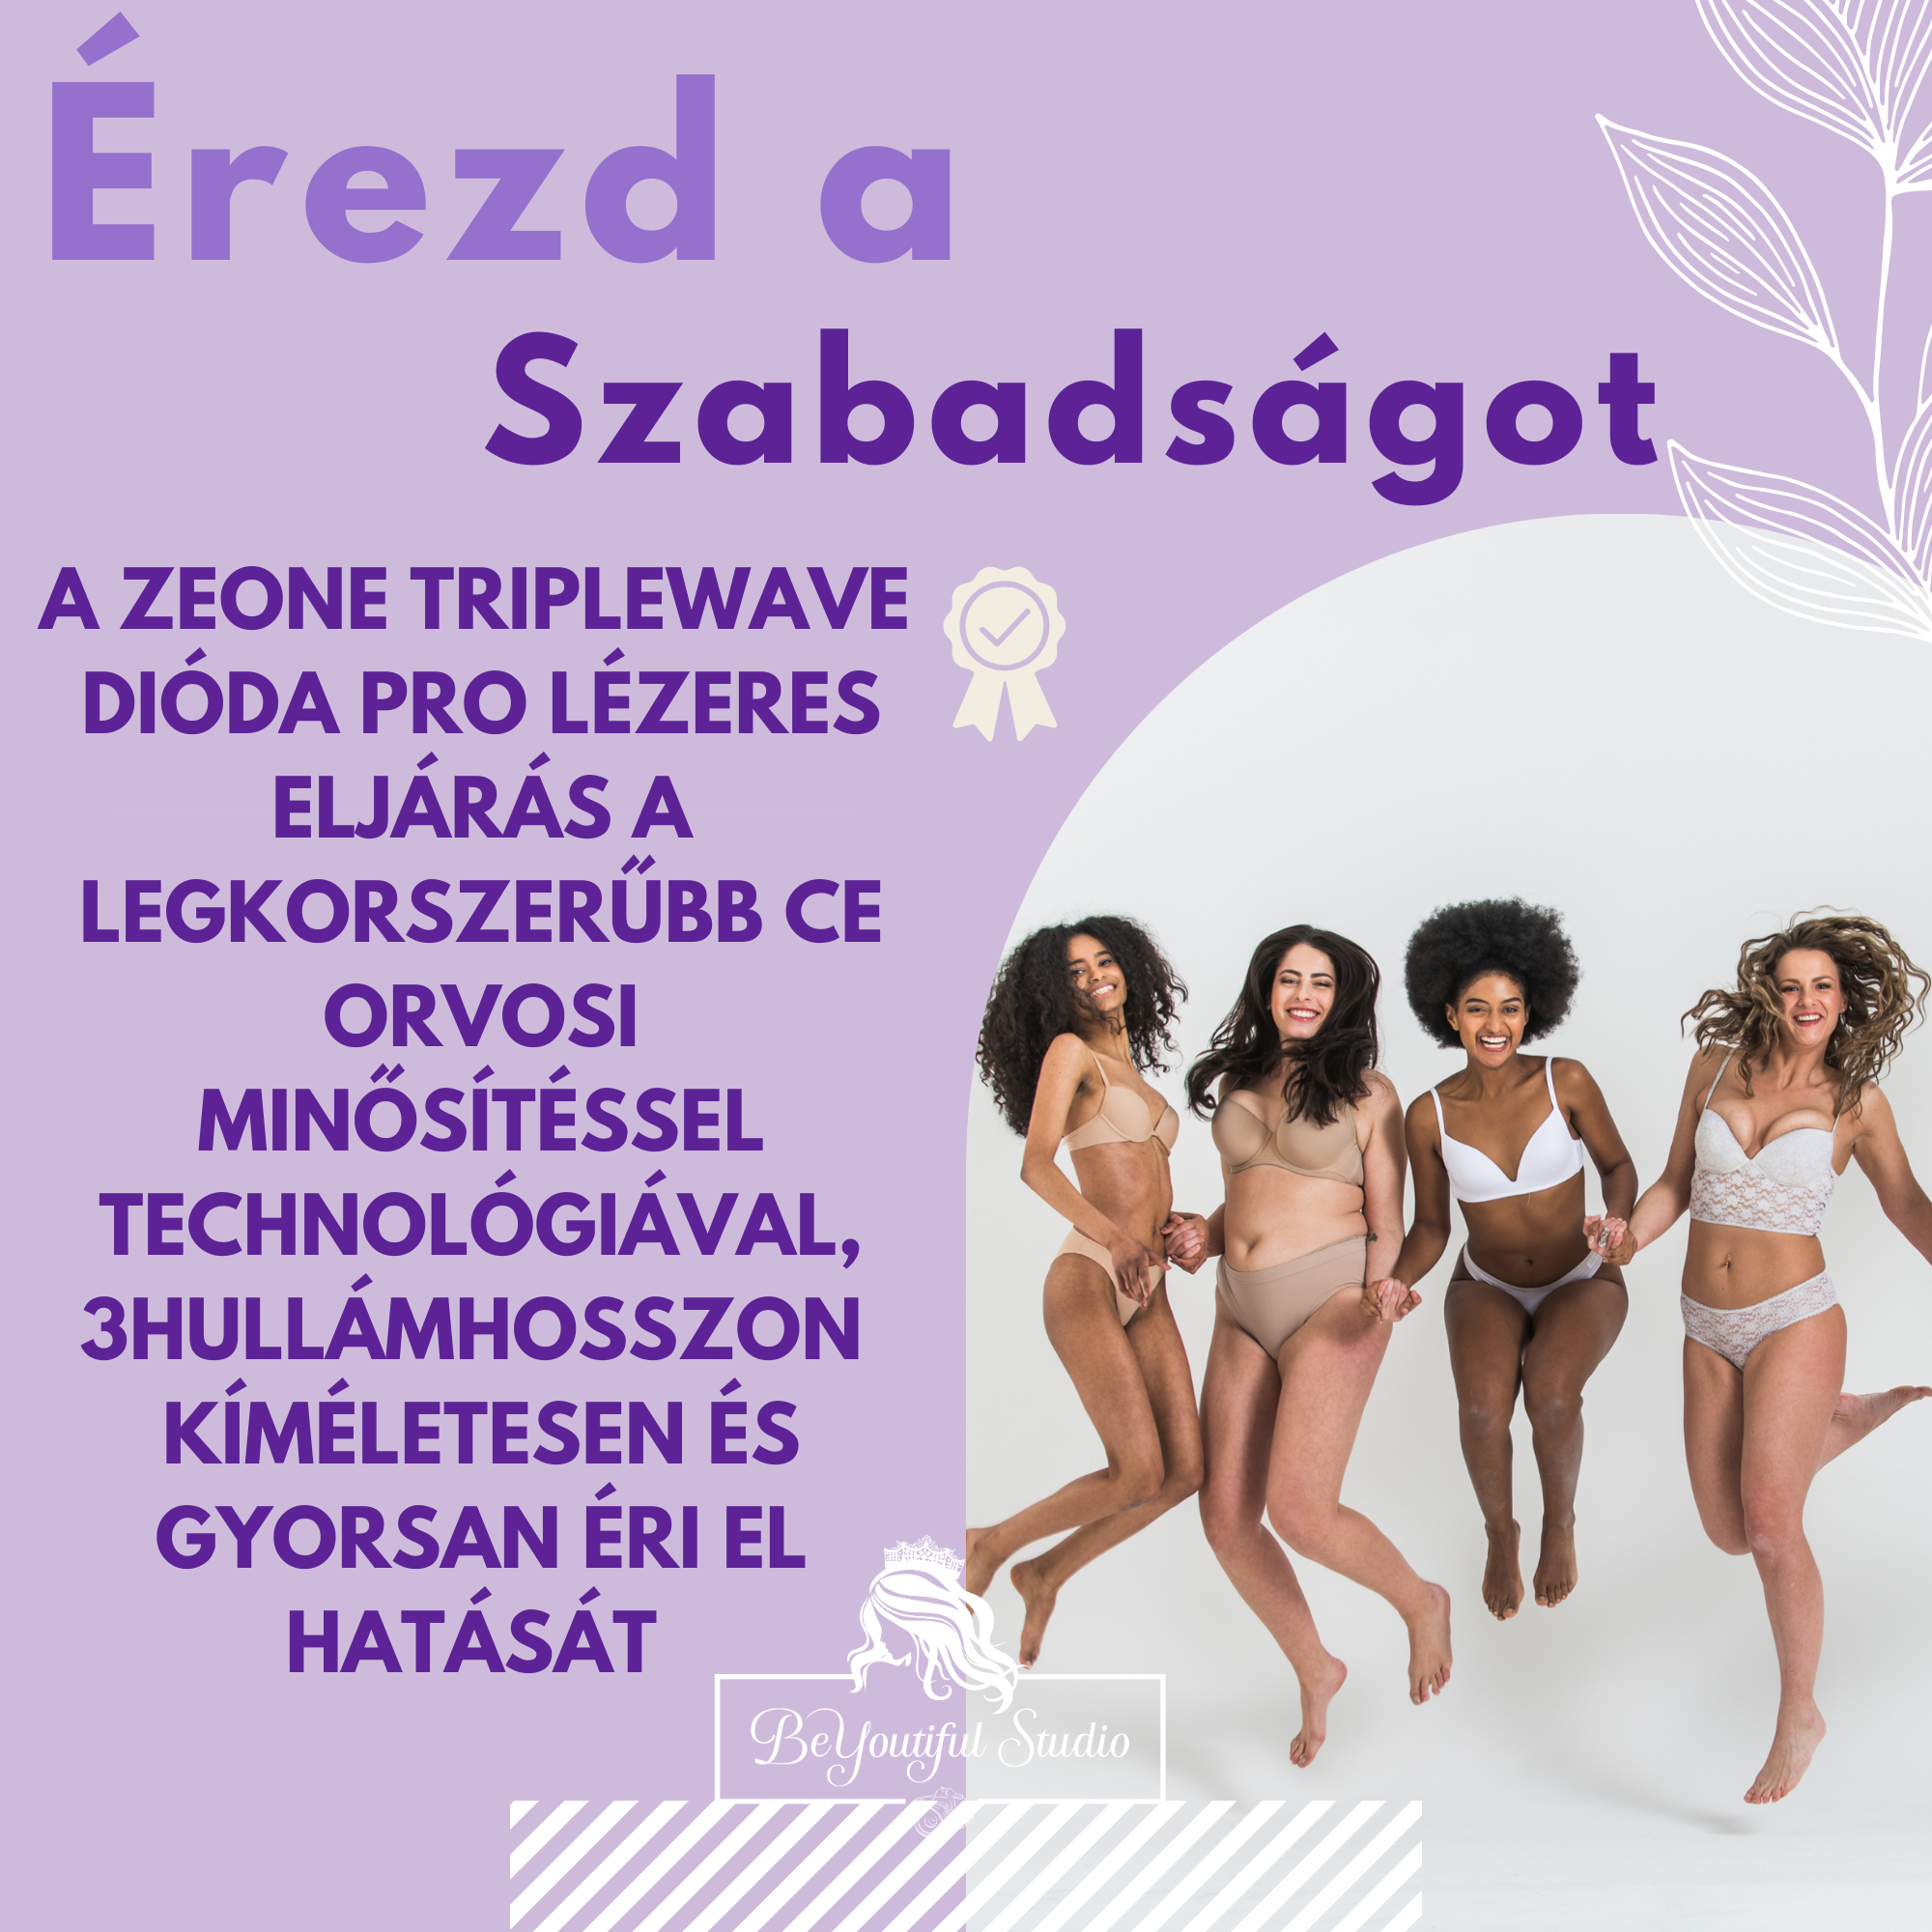 Érezd a
Szabadságot
A ZEONE TRIPLEWAVE
DIÓDA PRO LÉZERES
ELJÁRÁS A
LEGKORSZERŰBB CE
ORVOSI
MINŐSÍTÉSSEL
TECHNOLÓGIÁVAL,
3HULLÁMHOSSZON
KÍMÉLETESEN ÉS
GYORSAN ÉRI EL
HATÁSÁT
BeYoutiful Studio